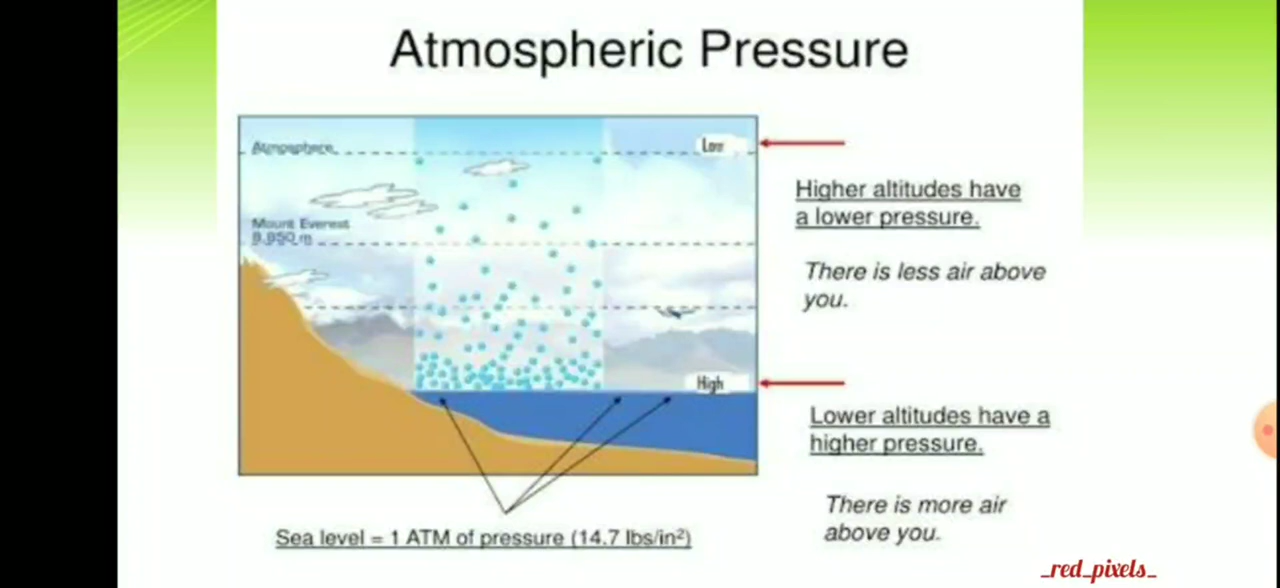 Atmospheric Pressure
Atmosphere
Low
Mount Everest
8,850 m
High
Higher altitudes have
a lower pressure.
There is less air above
you.
Lower altitudes have a
higher pressure.
There is more air
above you.
Sea level = 1 ATM of pressure (14.7 lbs/in²)
_red_pixels_